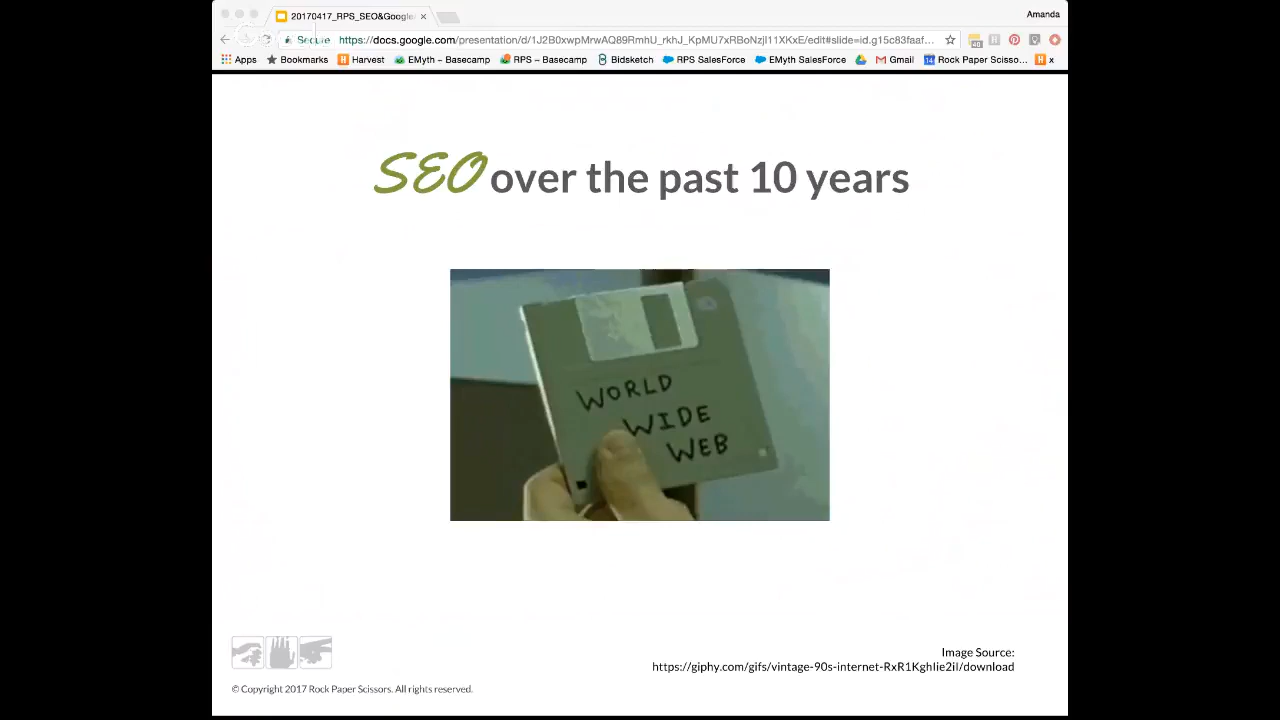 20170417_RPS_SEO&Google
Amanda
Secure https://docs.google.com/presentation/d/1J2B0xwpMrwAQ89RmhU_rkhJ_KpMU7xRBoNzjl11XKxE/edit#slide=id.g15c83faaf...
Apps Bookmarks Harvest EMyth – Basecamp RPS – Basecamp Bidsketch RPS SalesForce EMyth SalesForce Gmail Rock Paper Scisso... x
SEO over the past 10 years
WORLD
WIDE
WEB
Image Source:
https://giphy.com/gifs/vintage-90s-internet-RxR1KghIie2iI/download
© Copyright 2017 Rock Paper Scissors. All rights reserved.